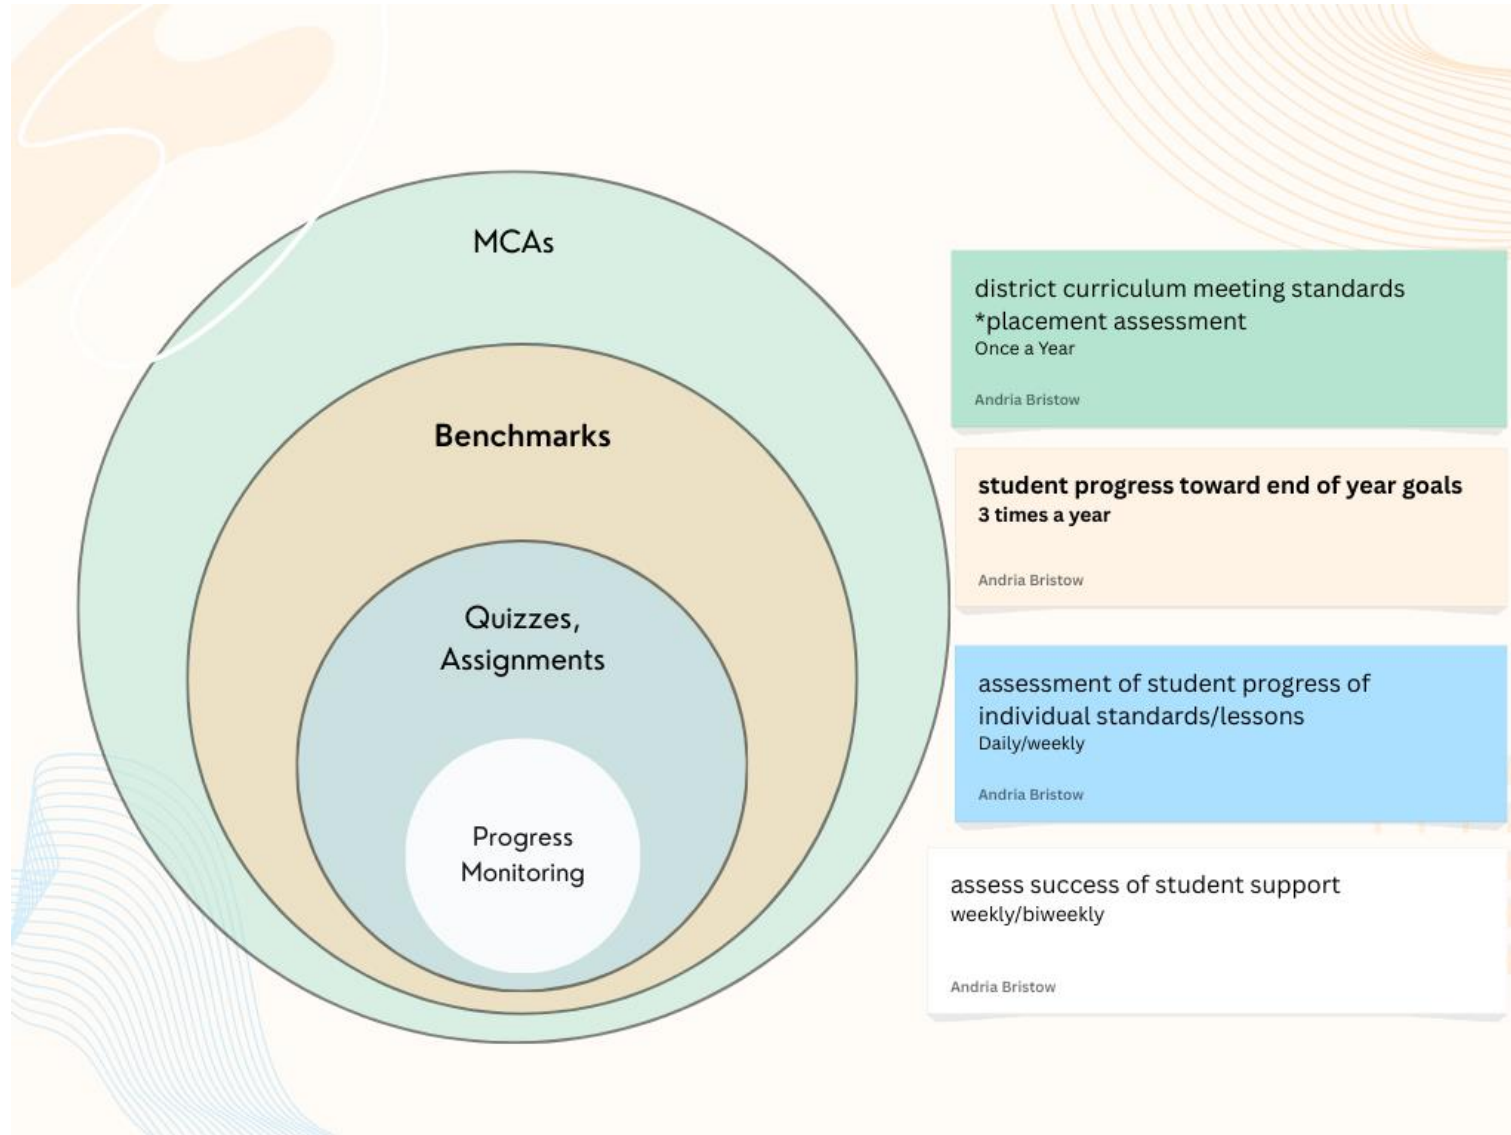 MCAs
Benchmarks
Quizzes,
Assignments
Progress
Monitoring
district curriculum meeting standards
*placement assessment
Once a Year
Andria Bristow
student progress toward end of year goals
3 times a year
Andria Bristow
assessment of student progress of
individual standards/lessons
Daily/weekly
Andria Bristow
assess success of student support
weekly/biweekly
Andria Bristow